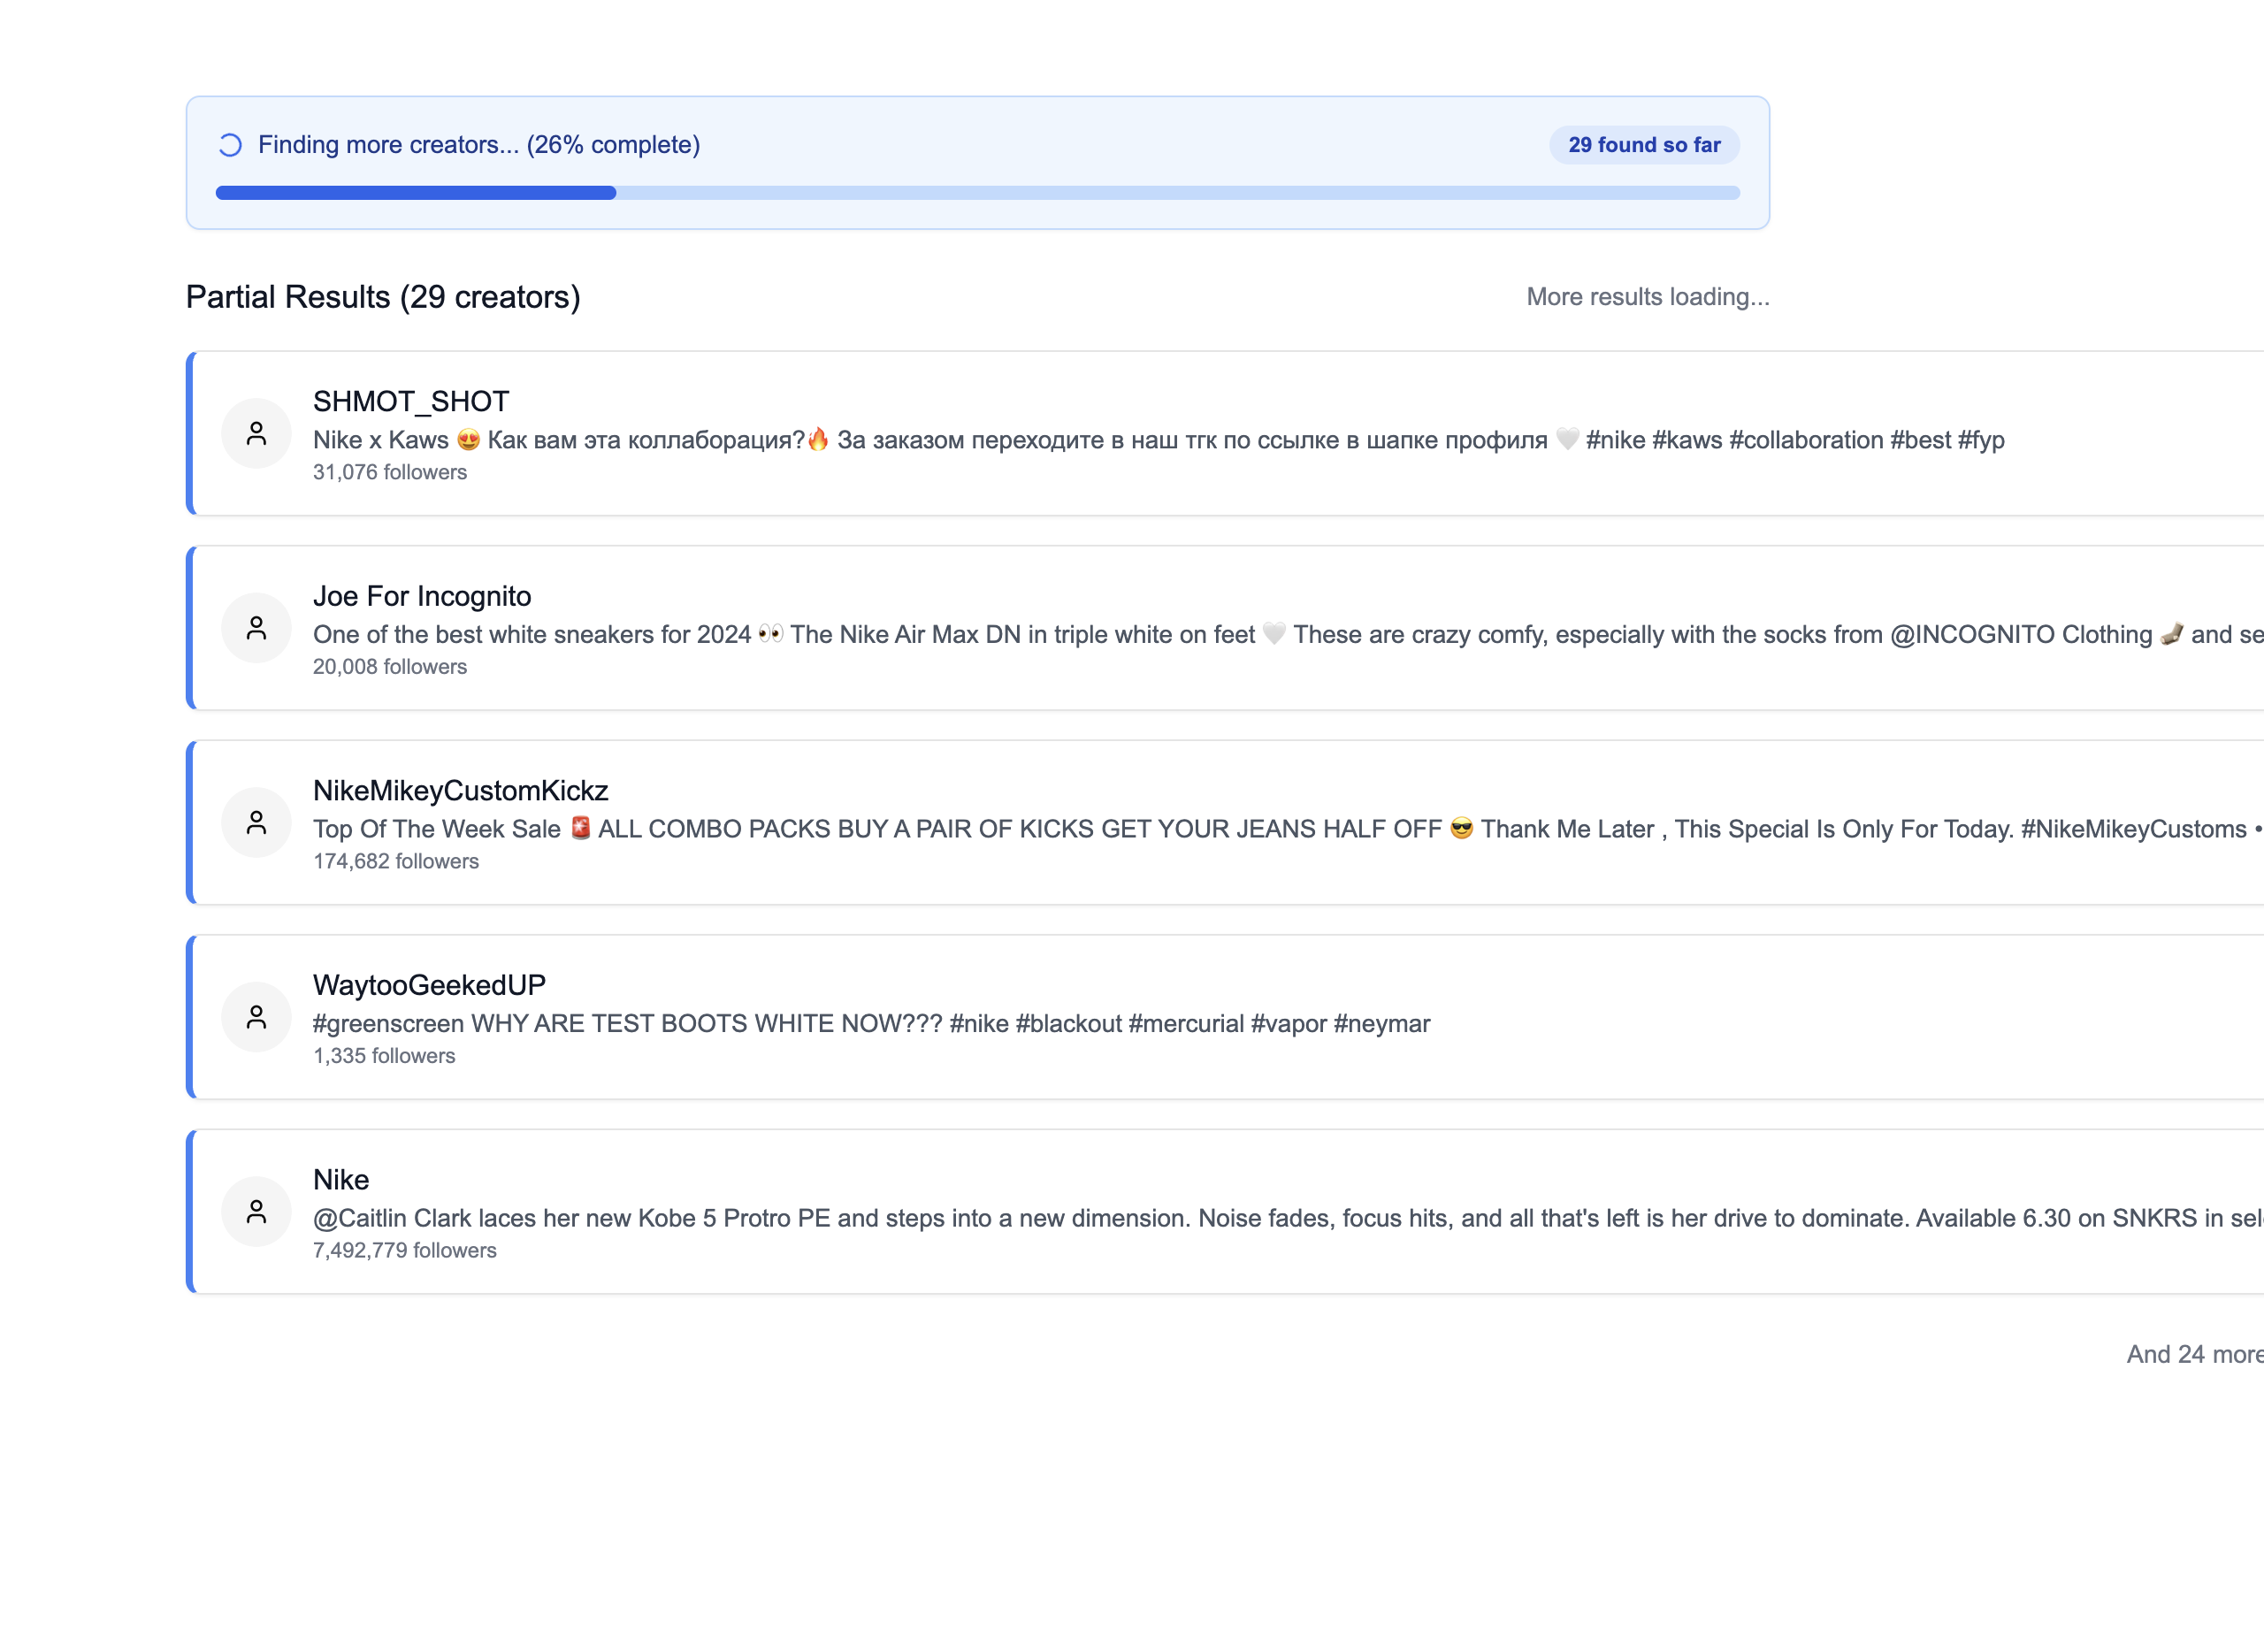 Finding more creators... (26% complete)
29 found so far
Partial Results (29 creators)
More results loading...
SHMOT_SHOT
Nike x Kaws 😍 Как вам эта коллаборация?🔥 За заказом переходите в наш тгк по ссылке в шапке профиля 🤍 #nike #kaws #collaboration #best #fyp
31,076 followers
Joe For Incognito
One of the best white sneakers for 2024 👀 The Nike Air Max DN in triple white on feet 🤍 These are crazy comfy, especially with the socks from @INCOGNITO Clothing 🧦 and se
20,008 followers
NikeMikeyCustomKickz
Top Of The Week Sale 🚨 ALL COMBO PACKS BUY A PAIR OF KICKS GET YOUR JEANS HALF OFF 😎 Thank Me Later , This Special Is Only For Today. #NikeMikeyCustoms •
174,682 followers
WaytooGeekedUP
#greenscreen WHY ARE TEST BOOTS WHITE NOW??? #nike #blackout #mercurial #vapor #neymar
1,335 followers
Nike
@Caitlin Clark laces her new Kobe 5 Protro PE and steps into a new dimension. Noise fades, focus hits, and all that's left is her drive to dominate. Available 6.30 on SNKRS in sel
7,492,779 followers
And 24 more